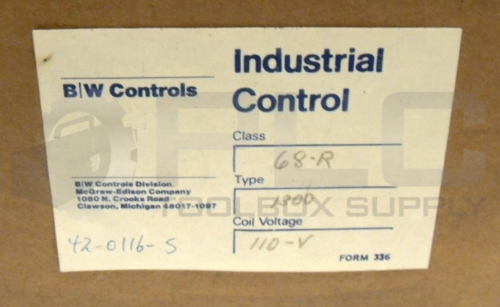 B|W Controls
B/W Controls Division
McGraw-Edison Company
1080 N. Crooks Road
Clawson, Michigan 48017-1097
42-0116-S
Industrial
Control
Class
68-R
Type
1300
Coil Voltage
110-V
FORM 336
PLC
TOOLBOX SUPPLY